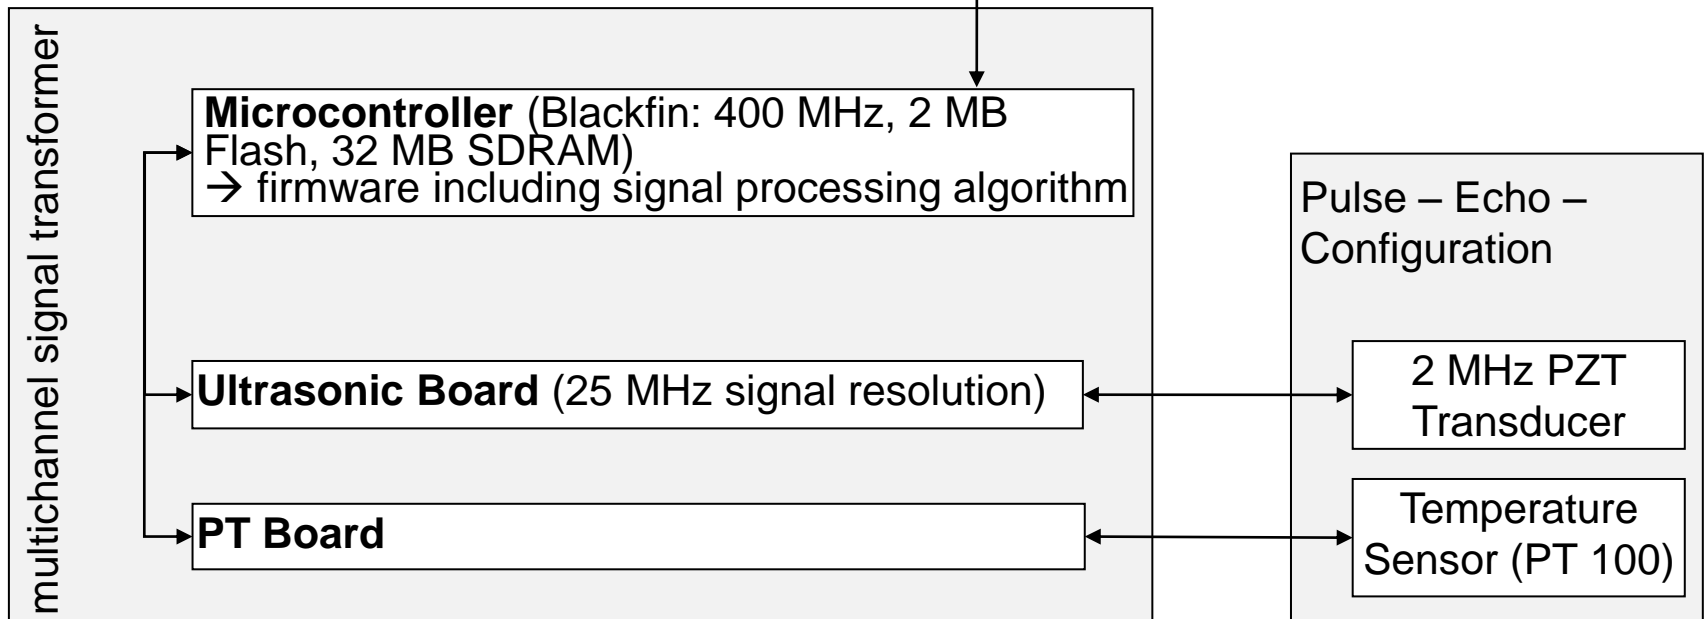 multichannel signal transformer
Microcontroller (Blackfin: 400 MHz, 2 MB
Flash, 32 MB SDRAM)
→ firmware including signal processing algorithm
Ultrasonic Board (25 MHz signal resolution)
PT Board
Pulse – Echo –
Configuration
2 MHz PZT
Transducer
Temperature
Sensor (PT 100)